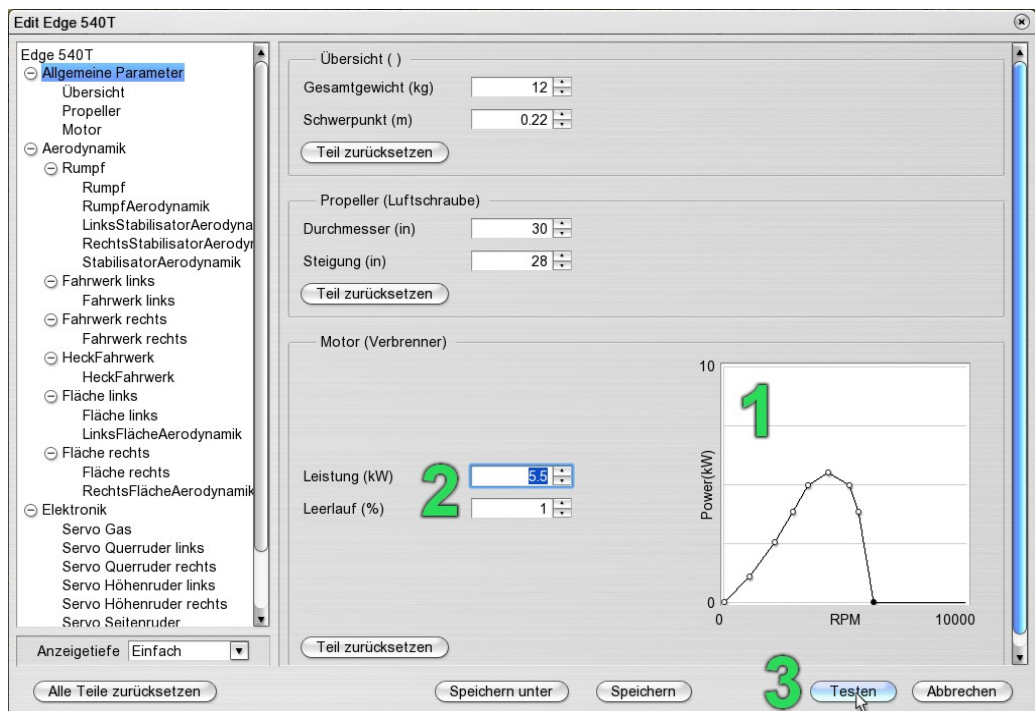 Edit Edge 540T
Edge 540T
Allgemeine Parameter
Übersicht
Propeller
Motor
Aerodynamik
Rumpf
Rumpf
RumpfAerodynamik
LinksStabilisatorAerodyna
RechtsStabilisatorAerodyr
StabilisatorAerodynamik
Fahrwerk links
Fahrwerk links
Fahrwerk rechts
Fahrwerk rechts
HeckFahrwerk
HeckFahrwerk
Fläche links
Fläche links
LinksFlächeAerodynamik
Fläche rechts
Fläche rechts
RechtsFlächeAerodynamik
Elektronik
Servo Gas
Servo Querruder links
Servo Querruder rechts
Servo Höhenruder links
Servo Höhenruder rechts
Servo Seitenruder
Anzeigetiefe Einfach
Übersicht ( )
Gesamtgewicht (kg) 12
Schwerpunkt (m) 0.22
Teil zurücksetzen
Propeller (Luftschraube)
Durchmesser (in) 30
Steigung (in) 28
Teil zurücksetzen
Motor (Verbrenner)
Leistung (kW) 2 5.5
Leerlauf (%) 1
10
1
Power(kW)
0
0 RPM 10000
Teil zurücksetzen
Alle Teile zurücksetzen Speichern unter Speichern 3 Testen Abbrechen